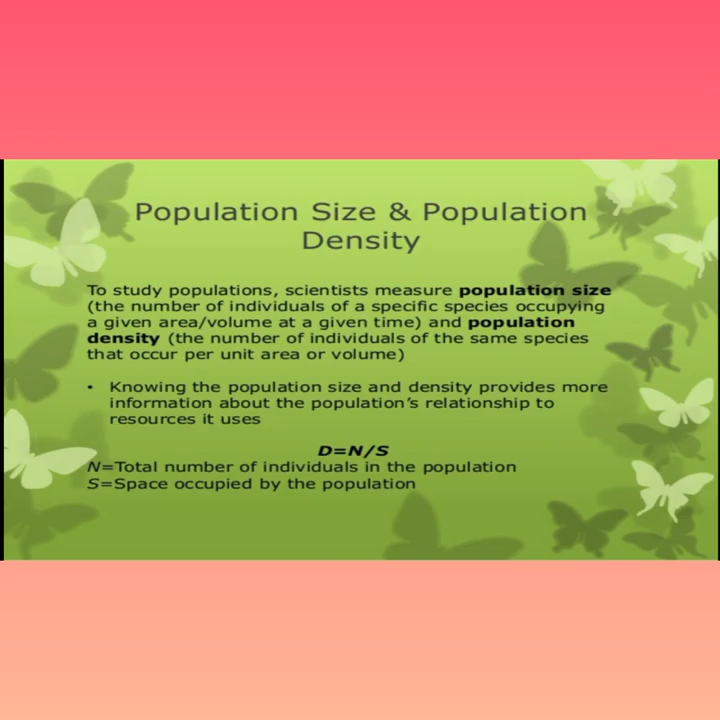 Population Size & Population
Density
To study populations, scientists measure population size
(the number of individuals of a specific species occupying
a given area/volume at a given time) and population
density (the number of individuals of the same species
that occur per unit area or volume)
• Knowing the population size and density provides more
information about the population's relationship to
resources it uses
D=N/S
N=Total number of individuals in the population
S=Space occupied by the population